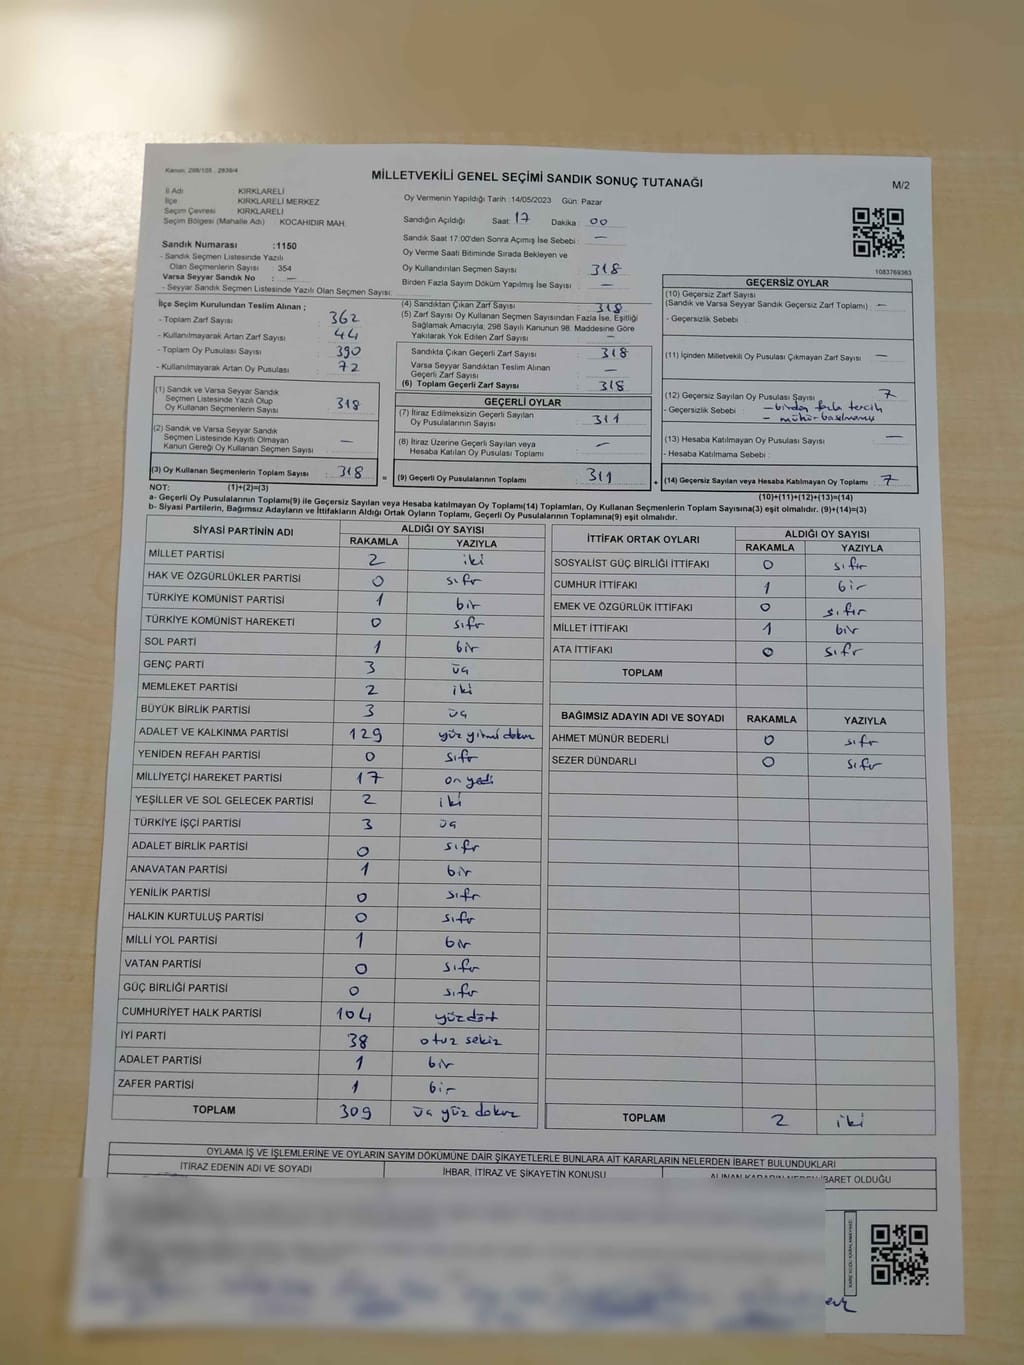 Kanun: 298/105 , 2839/4
MİLLETVEKİLİ GENEL SEÇİMİ SANDIK SONUÇ TUTANAĞI
M/2
İl Adı : KIRKLARELİ
İlçe : KIRKLARELİ MERKEZ
Seçim Çevresi : KIRKLARELİ
Seçim Bölgesi (Mahalle Adı) : KOCAHIDIR MAH.
Sandık Numarası :1150
- Sandık Seçmen Listesinde Yazılı
Olan Seçmenlerin Sayısı : 354
Varsa Seyyar Sandık No : —
- Seyyar Sandık Seçmen Listesinde Yazılı Olan Seçmen Sayısı:
Oy Vermenin Yapıldığı Tarih :14/05/2023 Gün: Pazar
Sandığın Açıldığı Saat: 17 Dakika : 00
Sandık Saat 17:00'den Sonra Açımış İse Sebebi : —
Oy Verme Saati Bitiminde Sırada Bekleyen ve
Oy Kullandırılan Seçmen Sayısı : 318
Birden Fazla Sayım Döküm Yapılmış İse Sayısı : —
1083769363
İlçe Seçim Kurulundan Teslim Alınan ;
- Toplam Zarf Sayısı : 362
- Kullanılmayarak Artan Zarf Sayısı : 44
- Toplam Oy Pusulası Sayısı : 390
- Kullanılmayarak Artan Oy Pusulası : 72
(1) Sandık ve Varsa Seyyar Sandık
Seçmen Listesinde Yazılı Olup
Oy Kullanan Seçmenlerin Sayısı : 318
(2) Sandık ve Varsa Seyyar Sandık
Seçmen Listesinde Kayıtlı Olmayan
Kanun Gereği Oy Kullanan Seçmen Sayısı : —
(3) Oy Kullanan Seçmenlerin Toplam Sayısı : 318
(4) Sandıktan Çıkan Zarf Sayısı : 318
(5) Zarf Sayısı Oy Kullanan Seçmen Sayısından Fazla İse, Eşitliği
Sağlamak Amacıyla, 298 Sayılı Kanunun 98. Maddesine Göre
Yakılarak Yok Edilen Zarf Sayısı : —
Sandıkta Çıkan Geçerli Zarf Sayısı : 318
Varsa Seyyar Sandıktan Teslim Alınan
Geçerli Zarf Sayısı : —
(6) Toplam Geçerli Zarf Sayısı : 318
GEÇERLİ OYLAR
(7) İtiraz Edilmeksizin Geçerli Sayılan
Oy Pusulalarının Sayısı : 311
(8) İtiraz Üzerine Geçerli Sayılan veya
Hesaba Katılan Oy Pusulası Toplamı : —
= (9) Geçerli Oy Pusulalarının Toplamı : 311
GEÇERSİZ OYLAR
(10) Geçersiz Zarf Sayısı
(Sandık ve Varsa Seyyar Sandık Geçersiz Zarf Toplamı) : —
- Geçersizlik Sebebi :
(11) İçinden Milletvekili Oy Pusulası Çıkmayan Zarf Sayısı : —
(12) Geçersiz Sayılan Oy Pusulası Sayısı : 7
- Geçersizlik Sebebi : — birden fazla tercih
— mühür basılmamış
(13) Hesaba Katılmayan Oy Pusulası Sayısı : —
- Hesaba Katılmama Sebebi :
+ (14) Geçersiz Sayılan veya Hesaba Katılmayan Oy Toplamı : 7
NOT: (1)+(2)=(3)
(10)+(11)+(12)+(13)=(14)
a- Geçerli Oy Pusulalarının Toplamı(9) ile Geçersiz Sayılan veya Hesaba katılmayan Oy Toplamı(14) Toplamları, Oy Kullanan Seçmenlerin Toplam Sayısına(3) eşit olmalıdır. (9)+(14)=(3)
b- Siyasi Partilerin, Bağımsız Adayların ve İttifakların Aldığı Ortak Oyların Toplamı, Geçerli Oy Pusulalarının Toplamına(9) eşit olmalıdır.
SİYASİ PARTİNİN ADI ALDIĞI OY SAYISI
RAKAMLA YAZIYLA
MİLLET PARTİSİ 2 iki
HAK VE ÖZGÜRLÜKLER PARTİSİ 0 sıfır
TÜRKİYE KOMÜNİST PARTİSİ 1 bir
TÜRKİYE KOMÜNİST HAREKETİ 0 sıfır
SOL PARTİ 1 bir
GENÇ PARTİ 3 üç
MEMLEKET PARTİSİ 2 iki
BÜYÜK BİRLİK PARTİSİ 3 üç
ADALET VE KALKINMA PARTİSİ 129 yüz yirmi dokuz
YENİDEN REFAH PARTİSİ 0 sıfır
MİLLİYETÇİ HAREKET PARTİSİ 17 on yedi
YEŞİLLER VE SOL GELECEK PARTİSİ 2 iki
TÜRKİYE İŞÇİ PARTİSİ 3 üç
ADALET BİRLİK PARTİSİ 0 sıfır
ANAVATAN PARTİSİ 1 bir
YENİLİK PARTİSİ 0 sıfır
HALKIN KURTULUŞ PARTİSİ 0 sıfır
MİLLİ YOL PARTİSİ 1 bir
VATAN PARTİSİ 0 sıfır
GÜÇ BİRLİĞİ PARTİSİ 0 sıfır
CUMHURİYET HALK PARTİSİ 104 yüzdört
İYİ PARTİ 38 otuz sekiz
ADALET PARTİSİ 1 bir
ZAFER PARTİSİ 1 bir
TOPLAM 309 üç yüz dokuz
İTTİFAK ORTAK OYLARI ALDIĞI OY SAYISI
RAKAMLA YAZIYLA
SOSYALİST GÜÇ BİRLİĞİ İTTİFAKI 0 sıfır
CUMHUR İTTİFAKI 1 bir
EMEK VE ÖZGÜRLÜK İTTİFAKI 0 sıfır
MİLLET İTTİFAKI 1 bir
ATA İTTİFAKI 0 sıfır
TOPLAM
BAĞIMSIZ ADAYIN ADI VE SOYADI RAKAMLA YAZIYLA
AHMET MÜNÜR BEDERLİ 0 sıfır
SEZER DÜNDARLI 0 sıfır
TOPLAM 2 iki
OYLAMA İŞ VE İŞLEMLERİNE VE OYLARIN SAYIM DÖKÜMÜNE DAİR ŞİKAYETLERLE BUNLARA AİT KARARLARIN NELERDEN İBARET BULUNDUKLARI
İTİRAZ EDENİN ADI VE SOYADI İHBAR, İTİRAZ VE ŞİKAYETİN KONUSU ALINAN KARARIN NEDEN İBARET OLDUĞU
KARE KODU KARALAMAYINIZ!